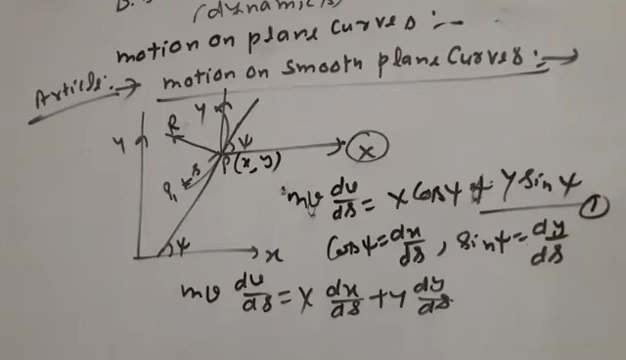 (dynamics)
motion on plane curves :—
Article: → motion on smooth plane curves :→
y
R
Y
ψ
P(x,y)
X
s
ψ
x
mv dv/ds = X cosψ + Y sinψ ①
cosψ = dx/ds , sinψ = dy/ds
mv dv/ds = X dx/ds + Y dy/ds